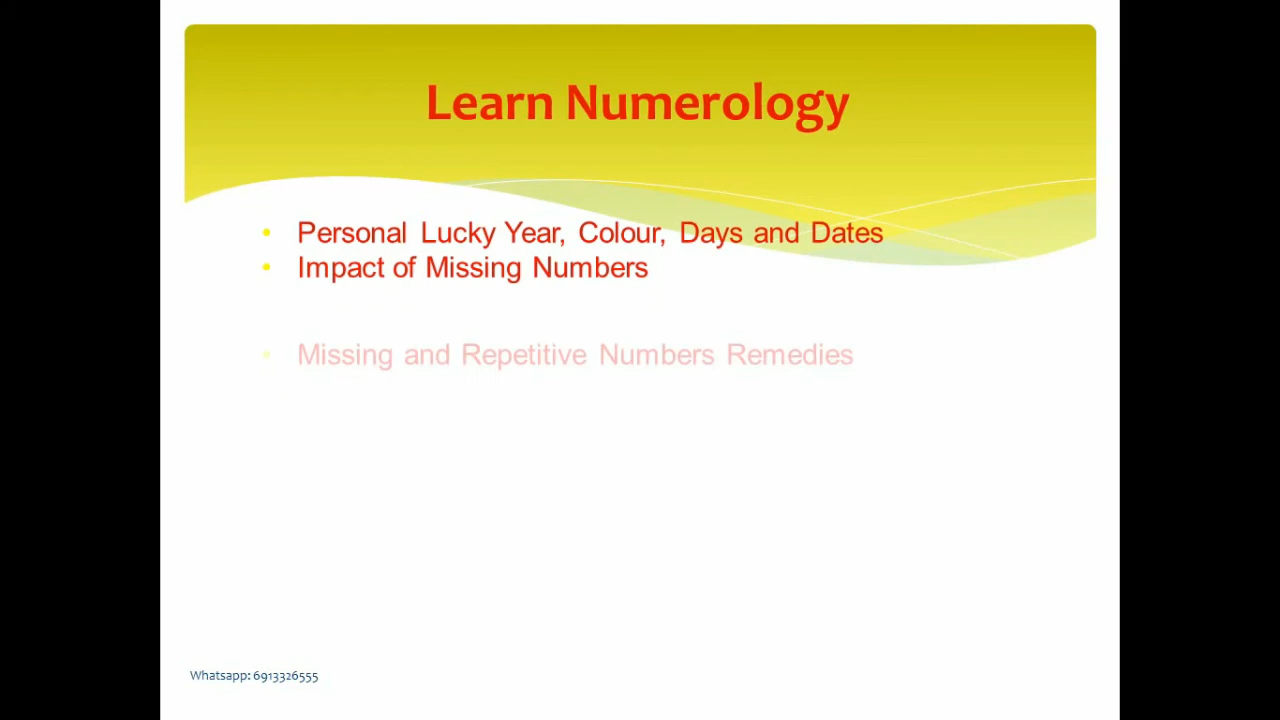 Learn Numerology
• Personal Lucky Year, Colour, Days and Dates
• Impact of Missing Numbers
• Missing and Repetitive Numbers Remedies
Whatsapp: 6913326555